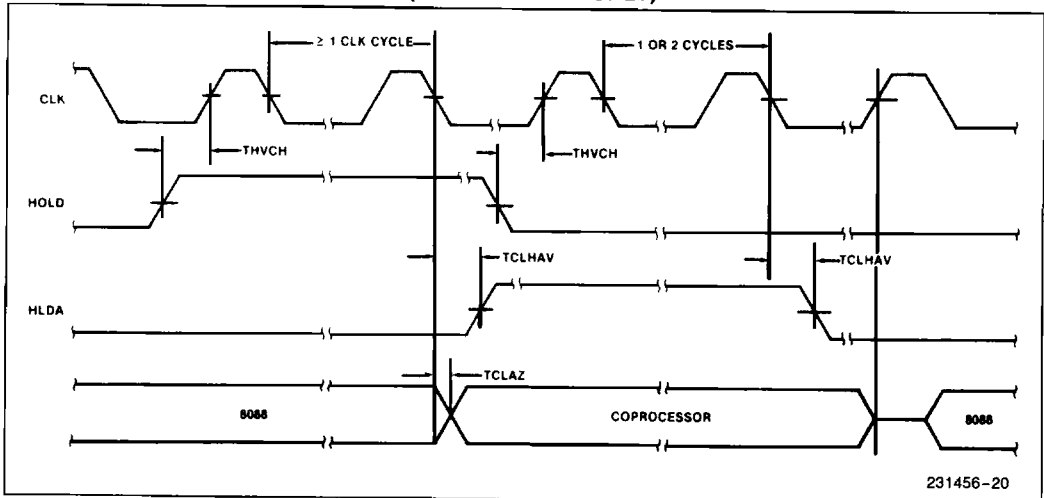 ≥ 1 CLK CYCLE
1 OR 2 CYCLES
CLK
THVCH
THVCH
HOLD
TCLHAV
TCLHAV
HLDA
TCLAZ
8088
COPROCESSOR
8088
231456-20